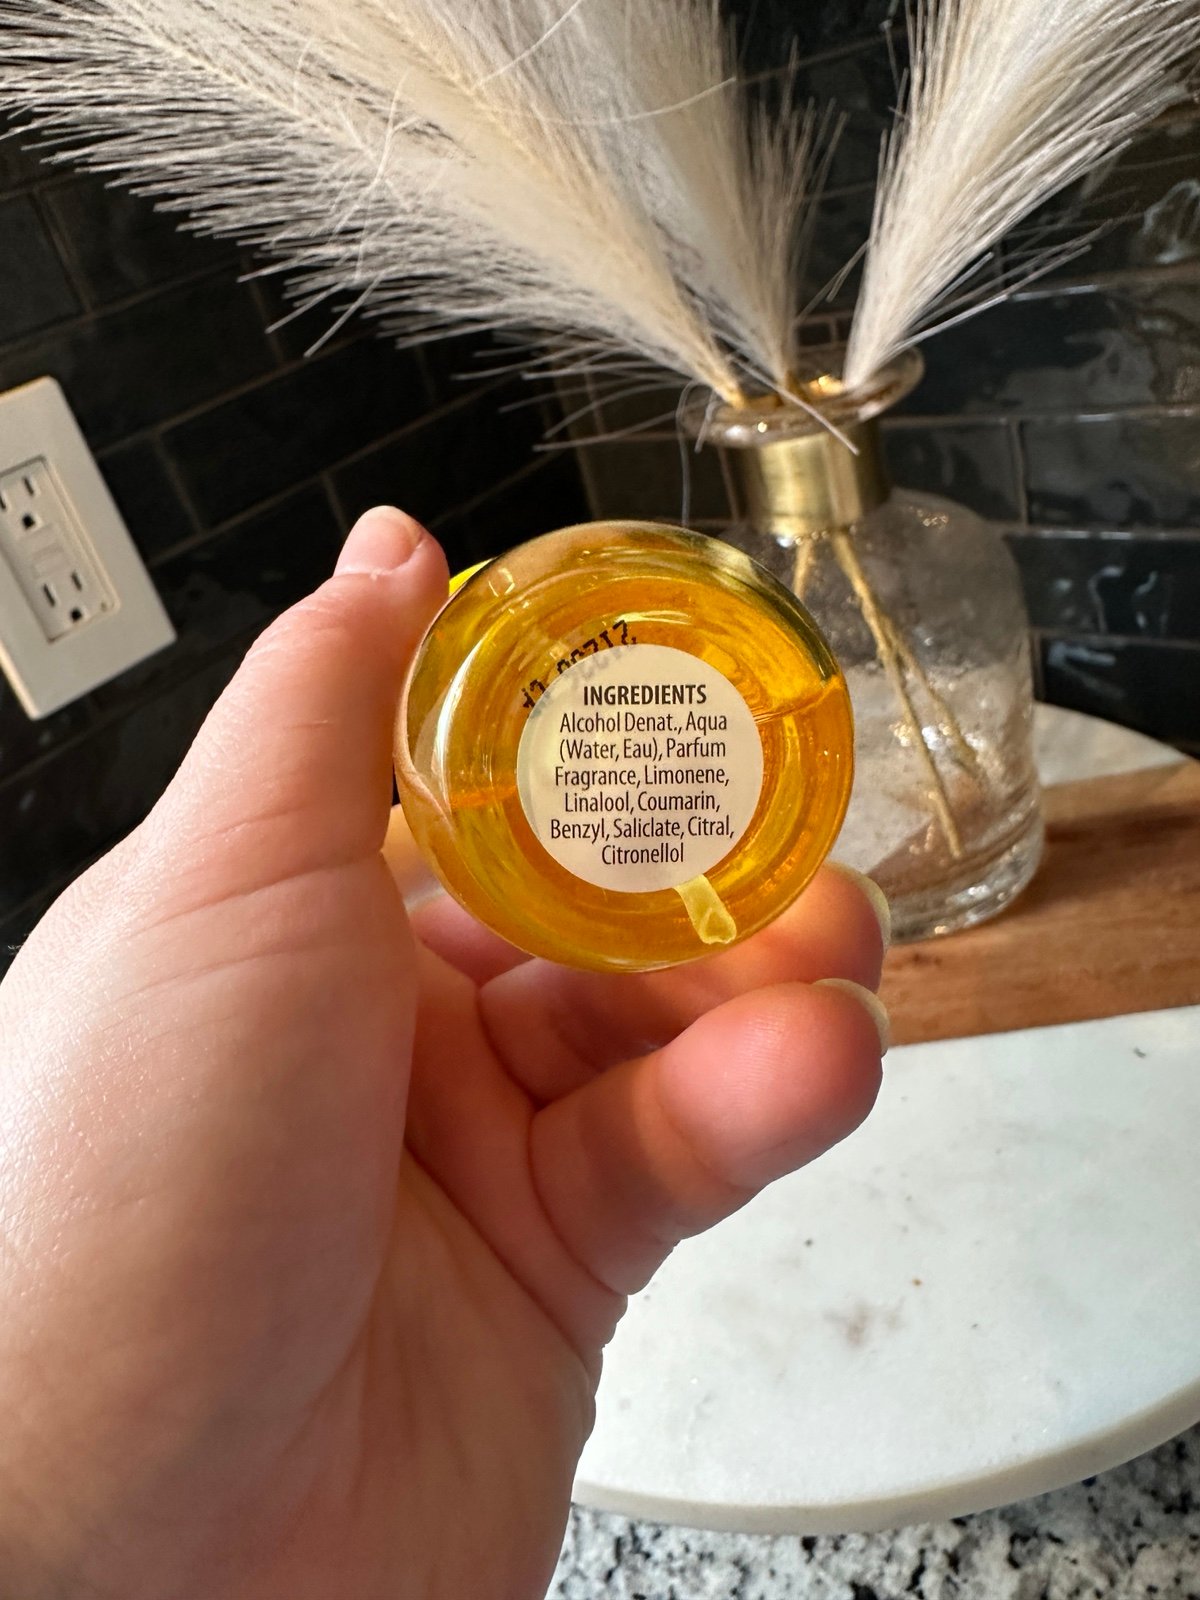 INGREDIENTS
Alcohol Denat., Aqua
(Water, Eau), Parfum
Fragrance, Limonene,
Linalool, Coumarin,
Benzyl, Saliclate, Citral,
Citronellol